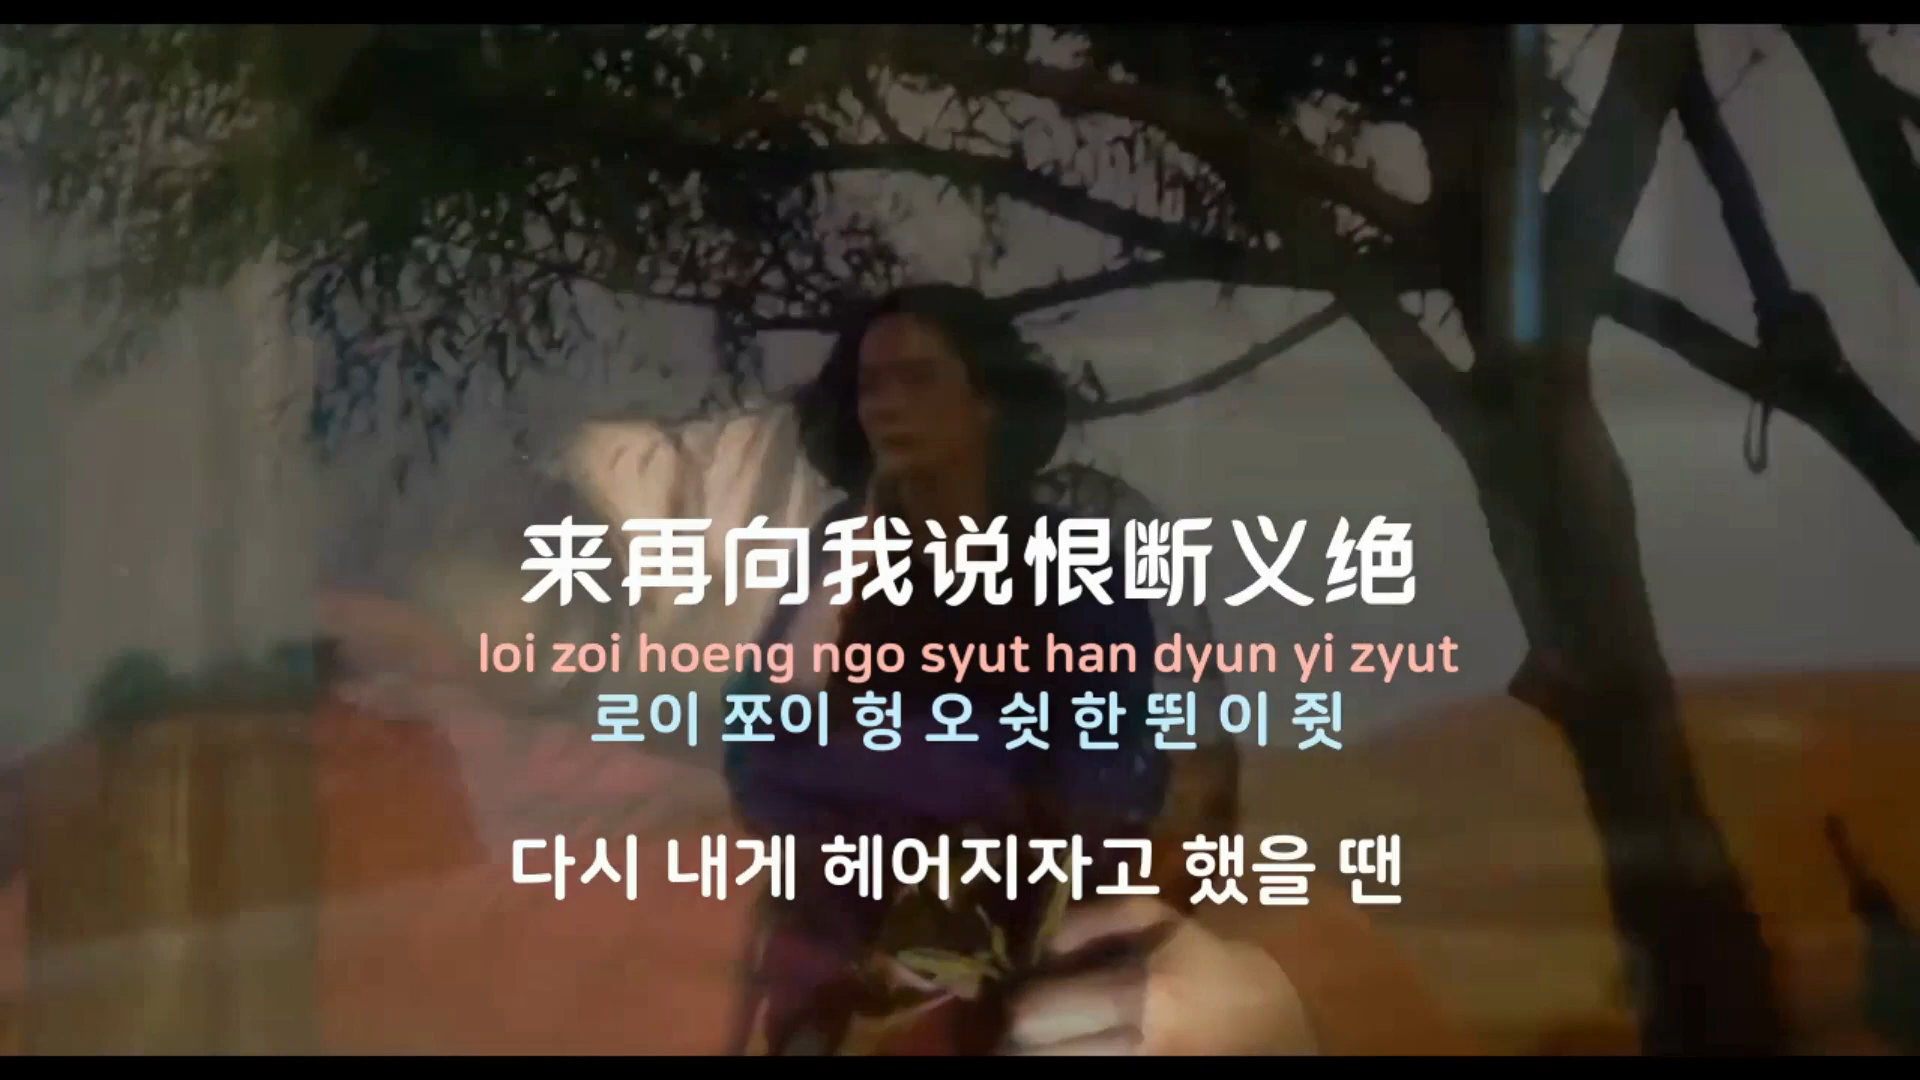 来再向我说恨断义绝
loi zoi hoeng ngo syut han dyun yi zyut
로이 쪼이 헝 오 쉿 한 뛴 이 쥣
다시 내게 헤어지자고 했을 땐